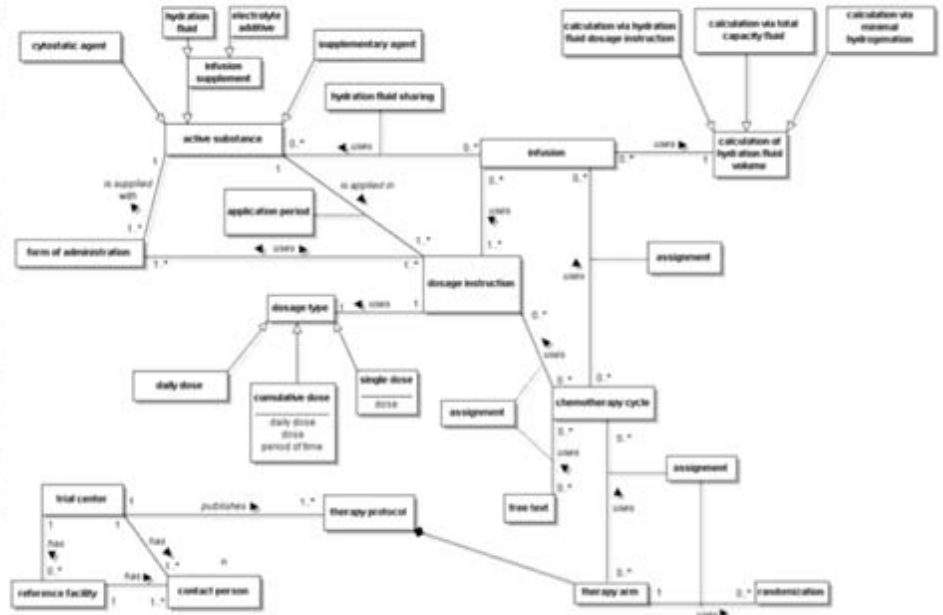 hydration
fluid
electrolyte
additive
cytostatic agent
supplementary agent
infusion
supplement
calculation via hydration
fluid dosage instruction
calculation via total
capacity fluid
calculation via
minimal
hydrogenation
hydration fluid sharing
active substance
0..*
uses
0..*
infusion
0..*
uses
1
calculation of
hydration fluid
volume
1
1
is supplied
with
is applied in
0..*
0..*
uses
application period
1..*
1..*
1..*
form of administration
1..*
uses
1..*
dosage instruction
uses
assignment
dosage type
1
uses
1
0..*
uses
daily dose
single dose
dose
cumulative dose
daily dose
dose
period of time
0..*
0..*
chemotherapy cycle
assignment
0..*
0..*
uses
0..*
assignment
free text
uses
trial center
1
publishes
1..*
therapy protocol
1
1
has
has
0..*
1..*
n
0..*
reference facility
has
1
1..*
contact person
therapy arm
1
0..*
randomization
uses